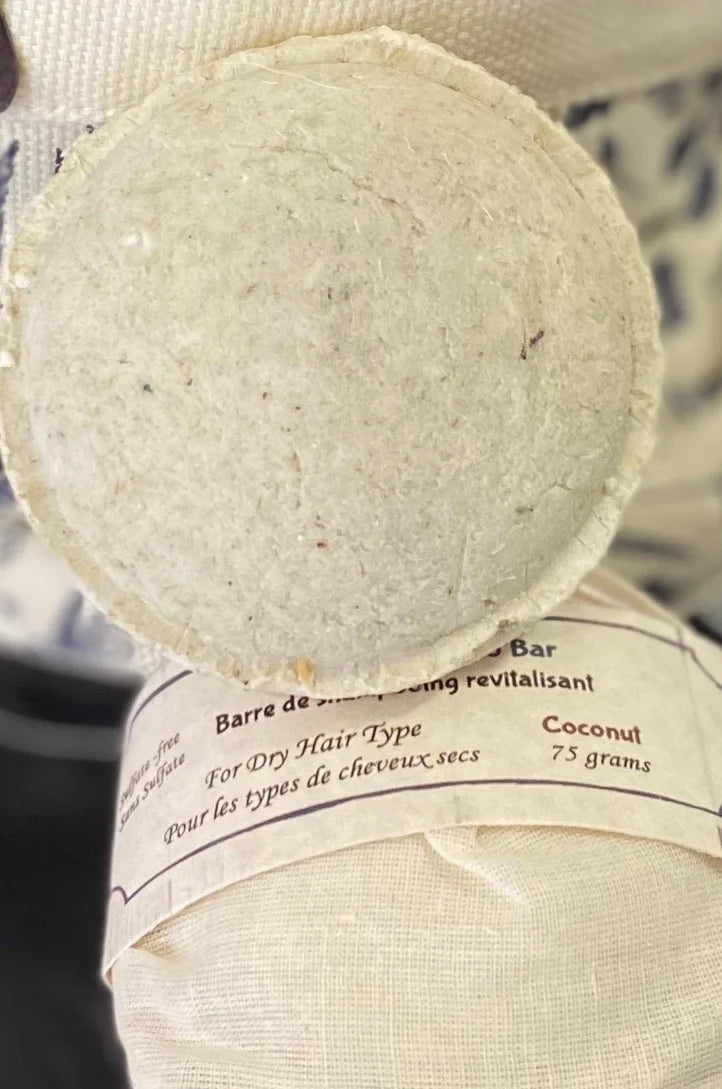 Bar
Barre de revitalisant
For Dry Hair Type
Pour les types de cheveux secs
Coconut
75 grams
Sulfate-free
Sans Sulfate